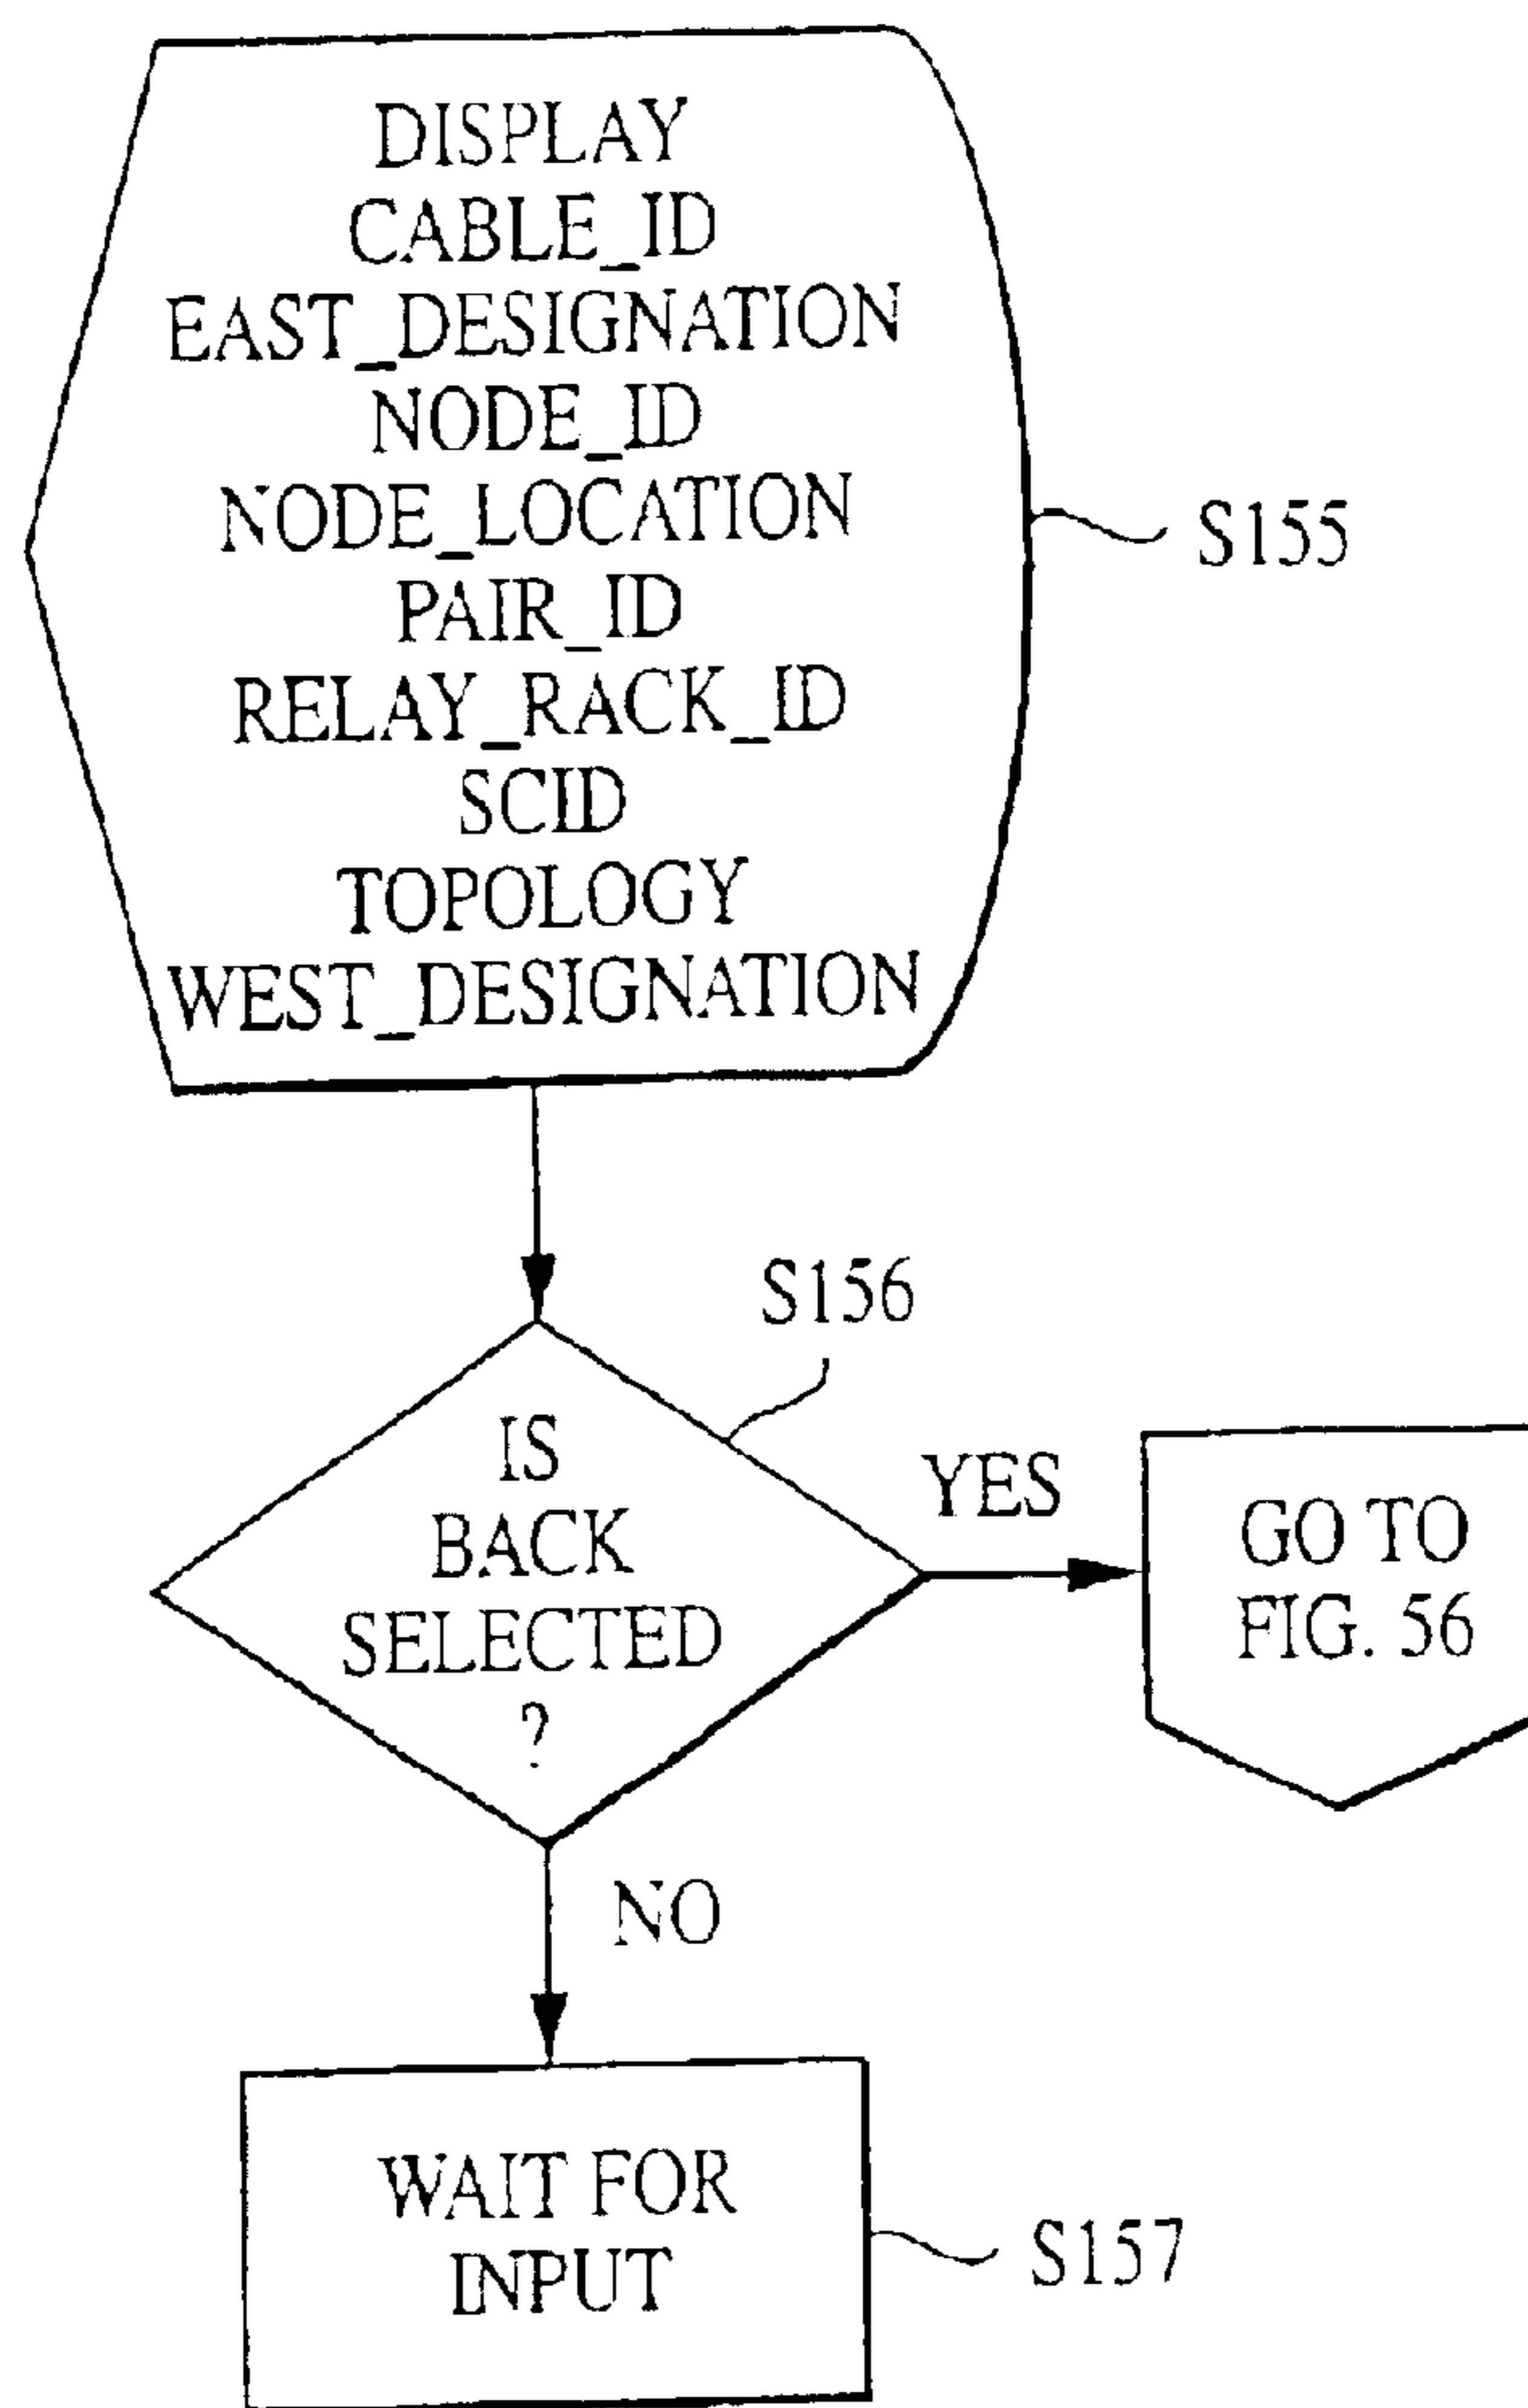 DISPLAY
CABLE_ID
EAST_DESIGNATION
NODE_ID
NODE_LOCATION
PAIR_ID
RELAY_RACK_ID
SCID
TOPOLOGY
WEST_DESIGNATION
S155
S156
IS
BACK
SELECTED
?
YES
GO TO
FIG. 56
NO
WAIT FOR
INPUT
S157